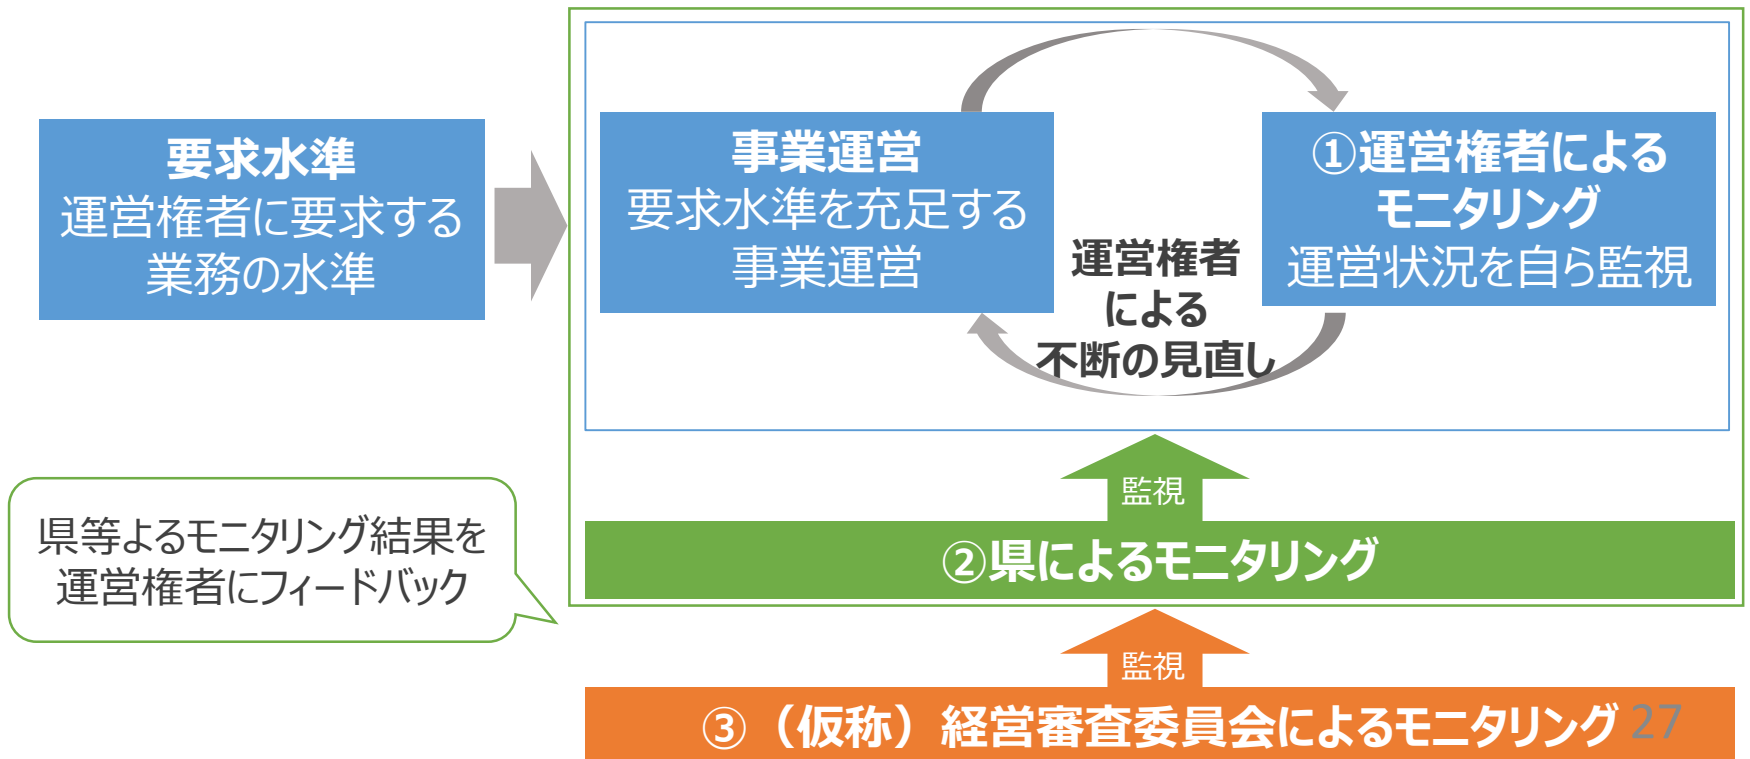 要求水準
運営権者に要求する
業務の水準
事業運営
要求水準を充足する
事業運営
①運営権者による
モニタリング
運営状況を自ら監視
運営権者
による
不断の見直し
監視
②県によるモニタリング
県等よるモニタリング結果を
運営権者にフィードバック
監視
③（仮称）経営審査委員会によるモニタリング 27